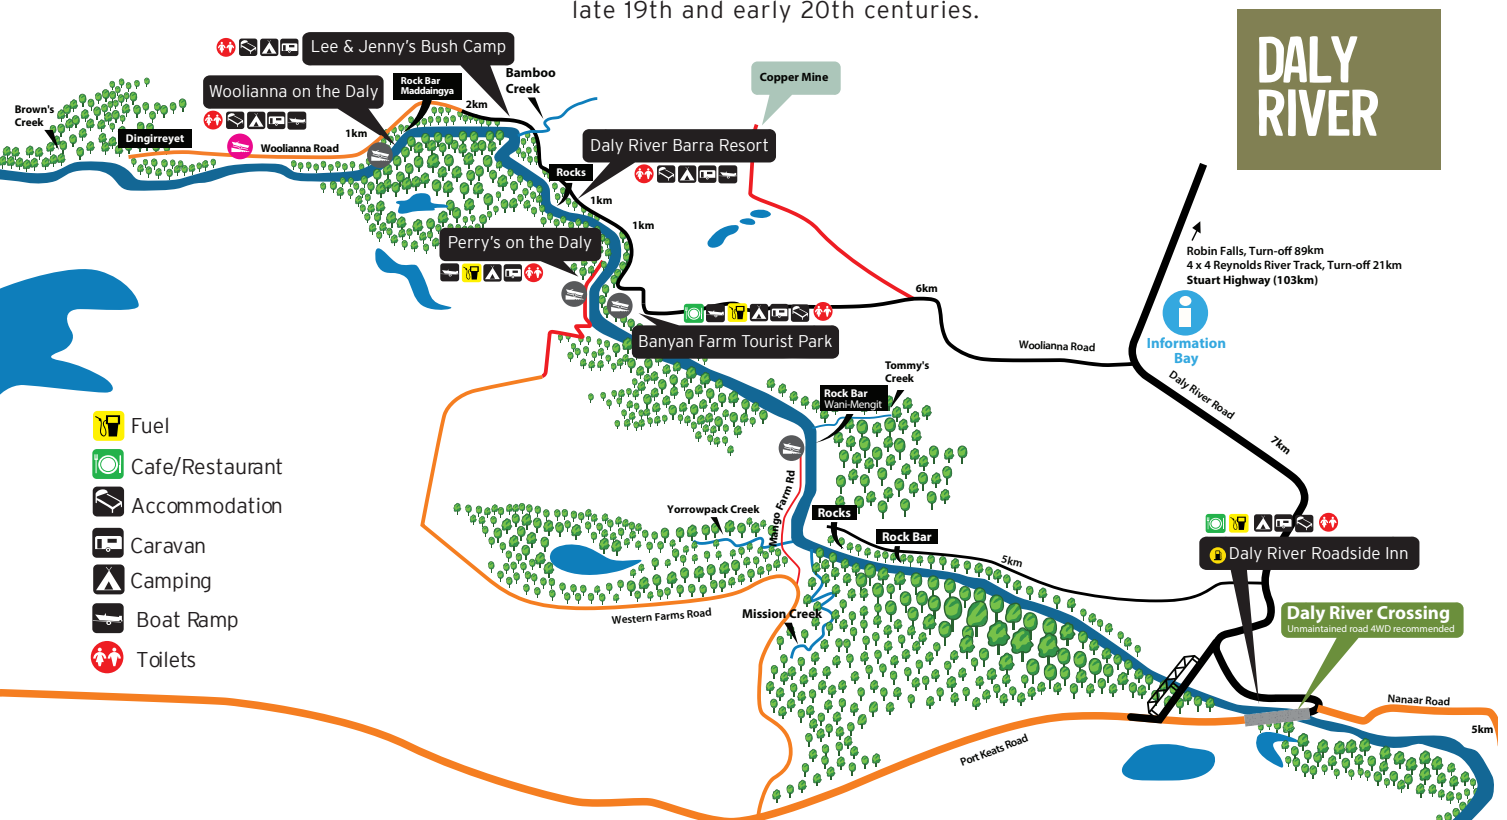 late 19th and early 20th centuries.
DALY
RIVER
Lee & Jenny's Bush Camp
Bamboo
Creek
Copper Mine
Woolianna on the Daly
Rock Bar
Maddaingya
2km
Brown's
Creek
Dingirreyet
1km
Woolianna Road
Daly River Barra Resort
Rocks
1km
1km
Perry's on the Daly
Robin Falls, Turn-off 89km
4 x 4 Reynolds River Track, Turn-off 21km
Stuart Highway (103km)
6km
Banyan Farm Tourist Park
Woolianna Road
Information
Bay
Daly River Road
Tommy's
Creek
Rock Bar
Wani-Mengit
7km
Fuel
Cafe/Restaurant
Accommodation
Caravan
Camping
Boat Ramp
Toilets
Mango Farm Rd
Yorrowpack Creek
Rocks
Rock Bar
5km
Daly River Roadside Inn
Western Farms Road
Mission Creek
Daly River Crossing
Unmaintained road 4WD recommended
Nanaar Road
5km
Port Keats Road